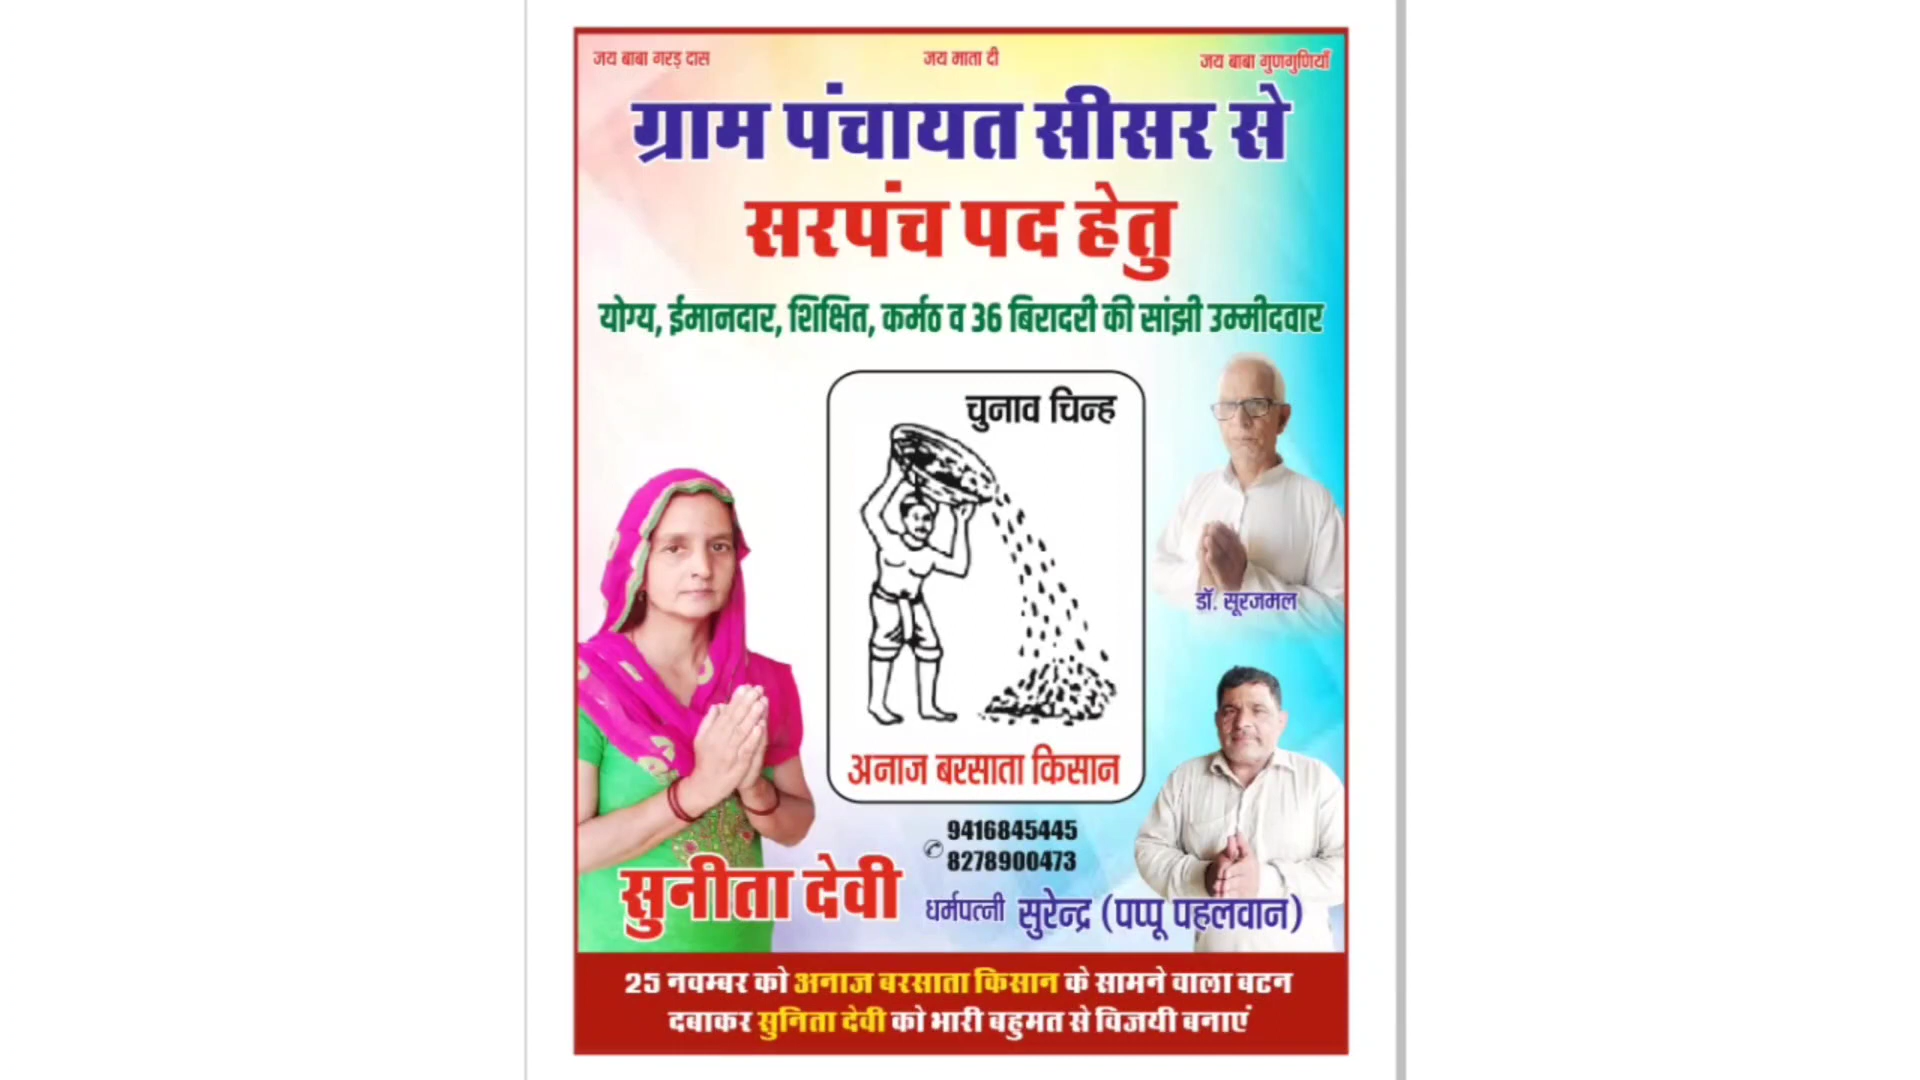 जय बाबा गरड़ दास
जय माता दी
जय बाबा गुणगुणियाँ
ग्राम पंचायत सीसर से
सरपंच पद हेतु
योग्य, ईमानदार, शिक्षित, कर्मठ व 36 बिरादरी की सांझी उम्मीदवार
चुनाव चिन्ह
अनाज बरसाता किसान
डॉ. सूरजमल
9416845445
8278900473
सुनीता देवी
धर्मपत्नी सुरेन्द्र (पप्पू पहलवान)
25 नवम्बर को अनाज बरसाता किसान के सामने वाला बटन
दबाकर सुनिता देवी को भारी बहुमत से विजयी बनाएं